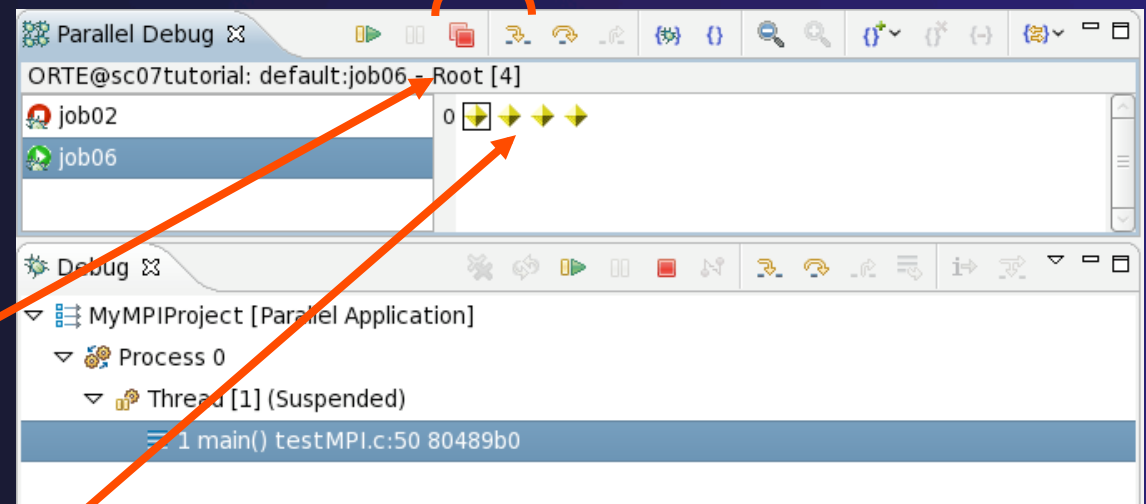 Parallel Debug
ORTE@sc07tutorial: default:job06 - Root [4]
job02
0
job06
Debug
MyMPIProject [Parallel Application]
Process 0
Thread [1] (Suspended)
1 main() testMPI.c:50 80489b0